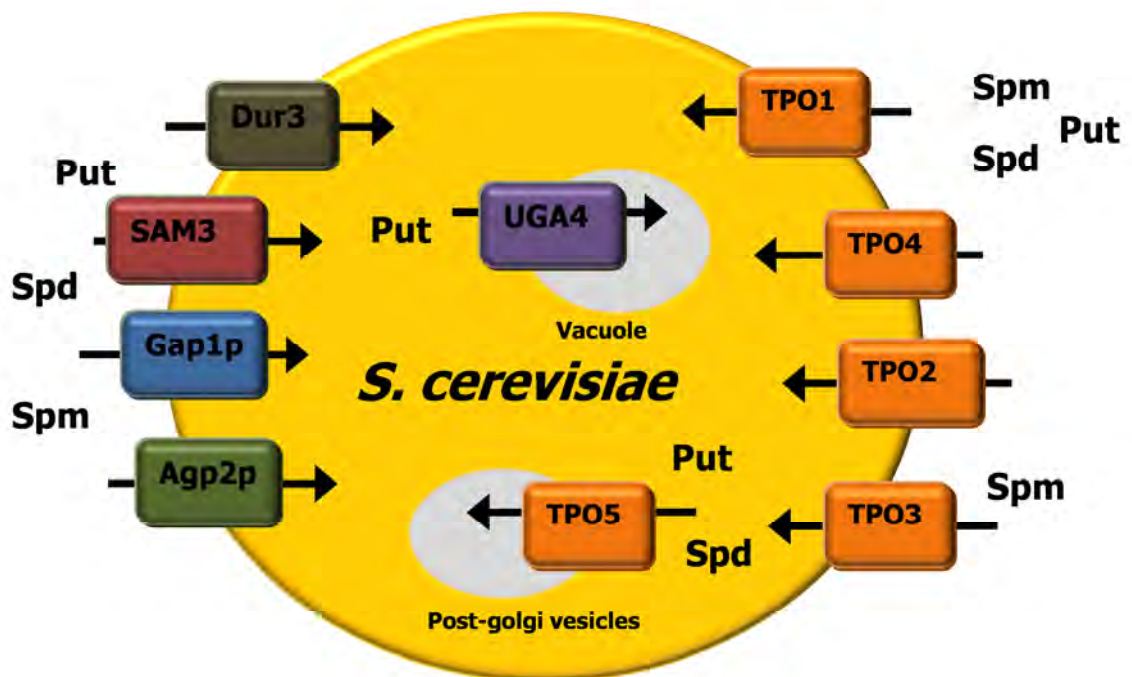 Dur3
TPO1
Spm
Put
Spd
Put
SAM3
Put
UGA4
TPO4
Spd
Gap1p
Vacuole
TPO2
S. cerevisiae
Spm
Agp2p
Put
TPO5
Spd
TPO3
Spm
Post-golgi vesicles